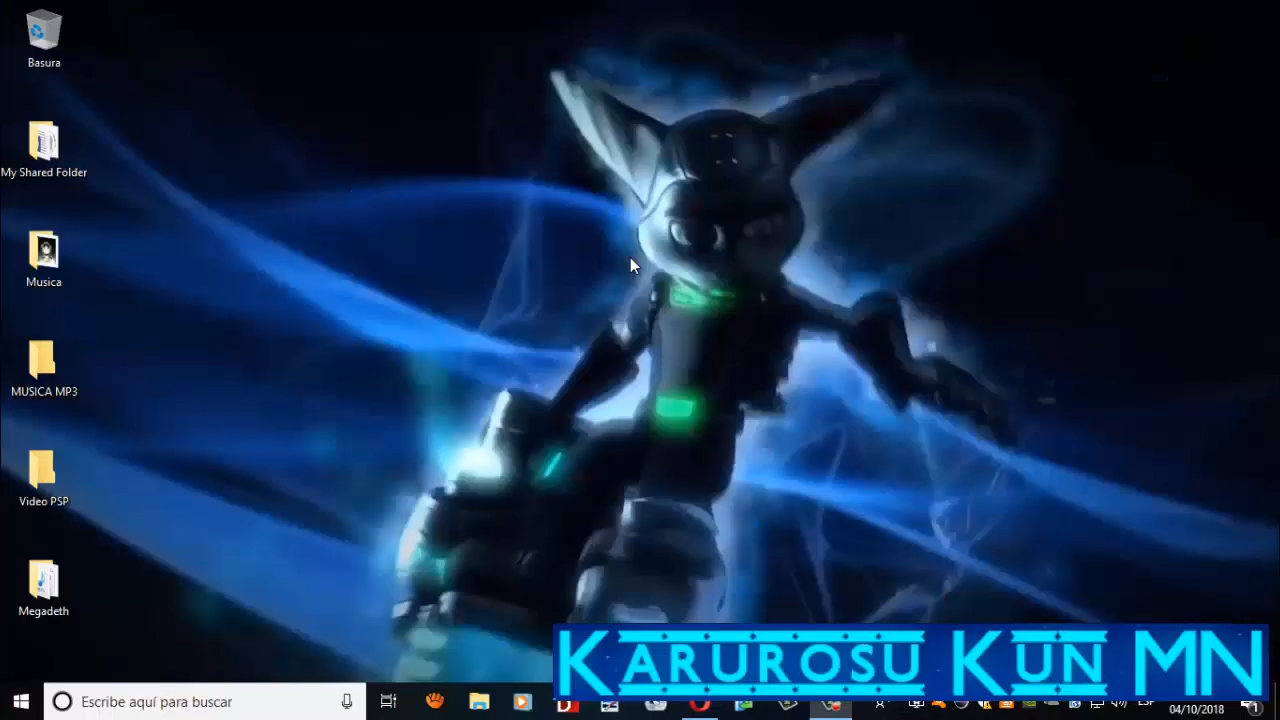 Basura
My Shared Folder
Musica
MUSICA MP3
Video PSP
Megadeth
KARUROSU KUN MN
Escribe aquí para buscar
ESP
04/10/2018